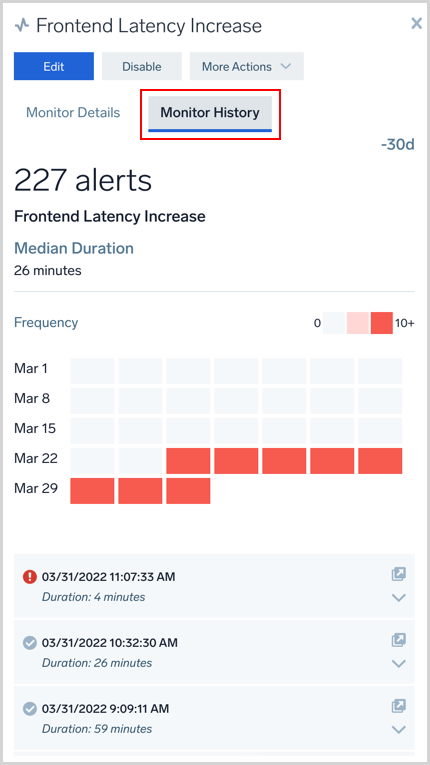 Frontend Latency Increase
Edit
Disable
More Actions
Monitor Details
Monitor History
-30d
227 alerts
Frontend Latency Increase
Median Duration
26 minutes
Frequency
0
10+
Mar 1
Mar 8
Mar 15
Mar 22
Mar 29
03/31/2022 11:07:33 AM
Duration: 4 minutes
03/31/2022 10:32:30 AM
Duration: 26 minutes
03/31/2022 9:09:11 AM
Duration: 59 minutes